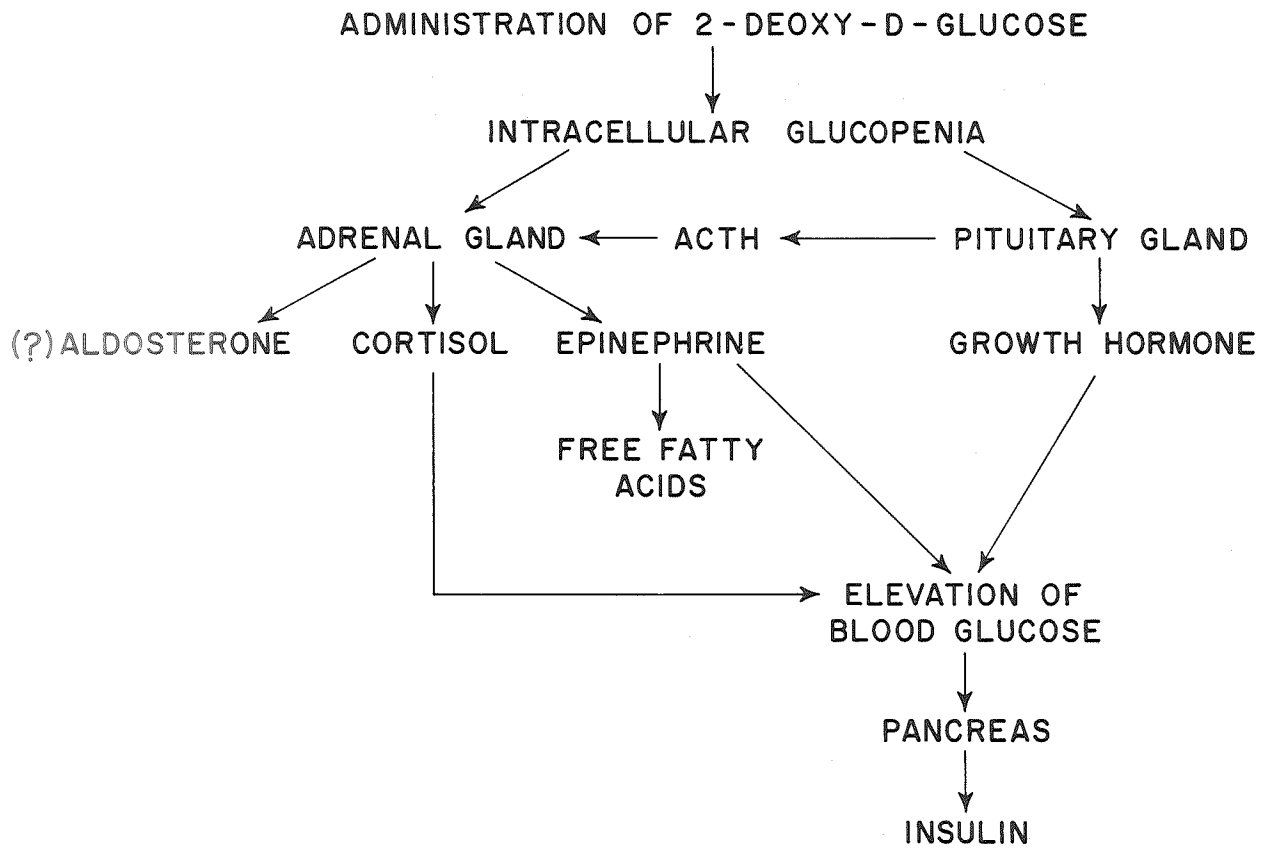 ADMINISTRATION OF 2-DEOXY-D-GLUCOSE
INTRACELLULAR GLUCOPENIA
ADRENAL GLAND ACTH PITUITARY GLAND
(?) ALDOSTERONE CORTISOL EPINEPHRINE GROWTH HORMONE
FREE FATTY
ACIDS
ELEVATION OF
BLOOD GLUCOSE
PANCREAS
INSULIN